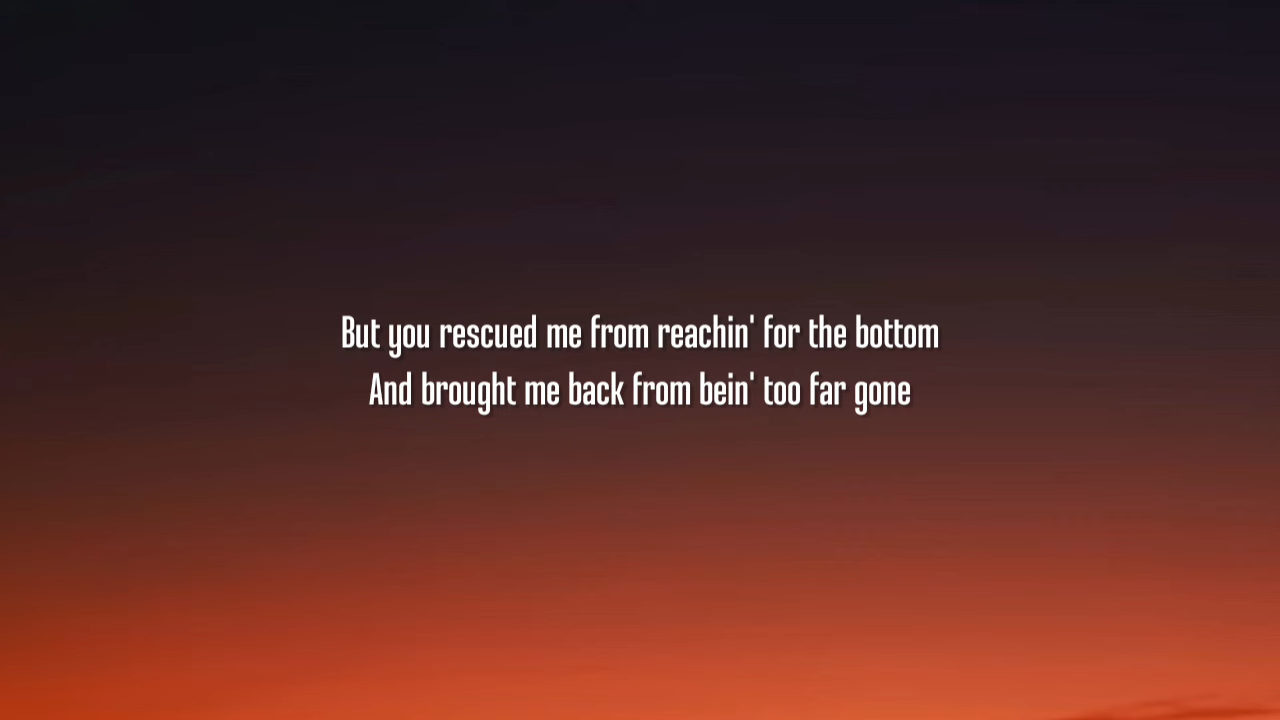 But you rescued me from reachin' for the bottom
And brought me back from bein' too far gone